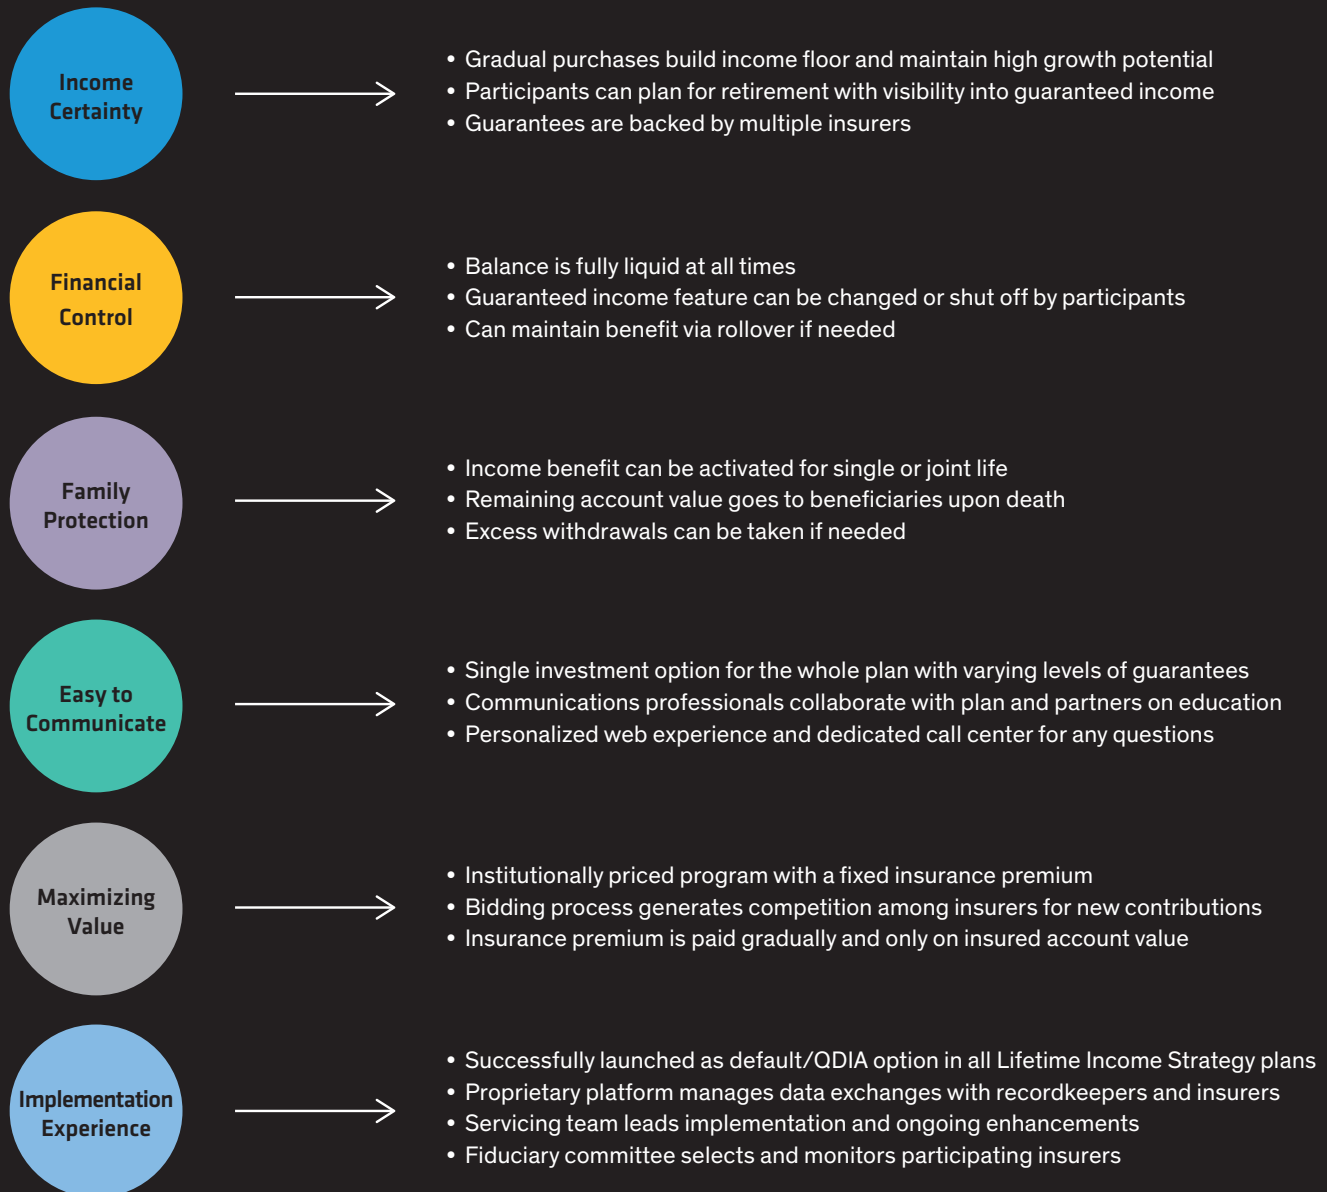 Income
Certainty
• Gradual purchases build income floor and maintain high growth potential
• Participants can plan for retirement with visibility into guaranteed income
• Guarantees are backed by multiple insurers
Financial
Control
• Balance is fully liquid at all times
• Guaranteed income feature can be changed or shut off by participants
• Can maintain benefit via rollover if needed
Family
Protection
• Income benefit can be activated for single or joint life
• Remaining account value goes to beneficiaries upon death
• Excess withdrawals can be taken if needed
Easy to
Communicate
• Single investment option for the whole plan with varying levels of guarantees
• Communications professionals collaborate with plan and partners on education
• Personalized web experience and dedicated call center for any questions
Maximizing
Value
• Institutionally priced program with a fixed insurance premium
• Bidding process generates competition among insurers for new contributions
• Insurance premium is paid gradually and only on insured account value
Implementation
Experience
• Successfully launched as default/QDIA option in all Lifetime Income Strategy plans
• Proprietary platform manages data exchanges with recordkeepers and insurers
• Servicing team leads implementation and ongoing enhancements
• Fiduciary committee selects and monitors participating insurers